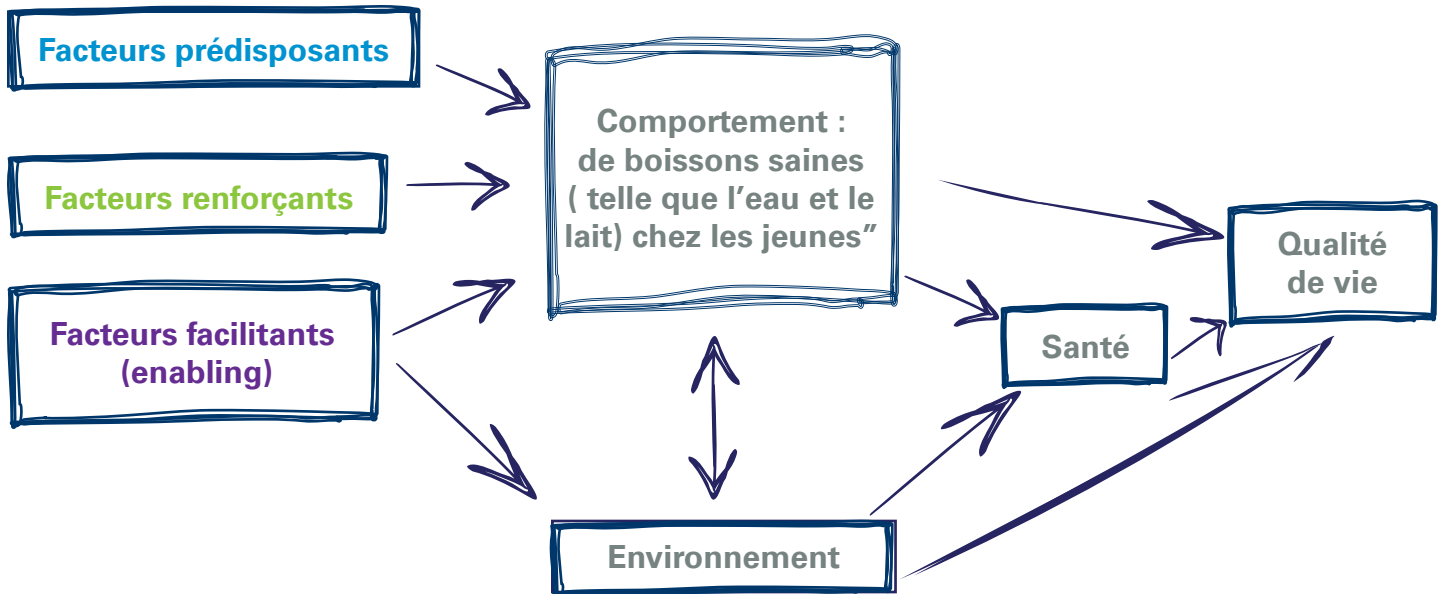 Facteurs prédisposants
Facteurs renforçants
Facteurs facilitants
(enabling)
Comportement :
de boissons saines
( telle que l’eau et le
lait) chez les jeunes”
Environnement
Santé
Qualité
de vie